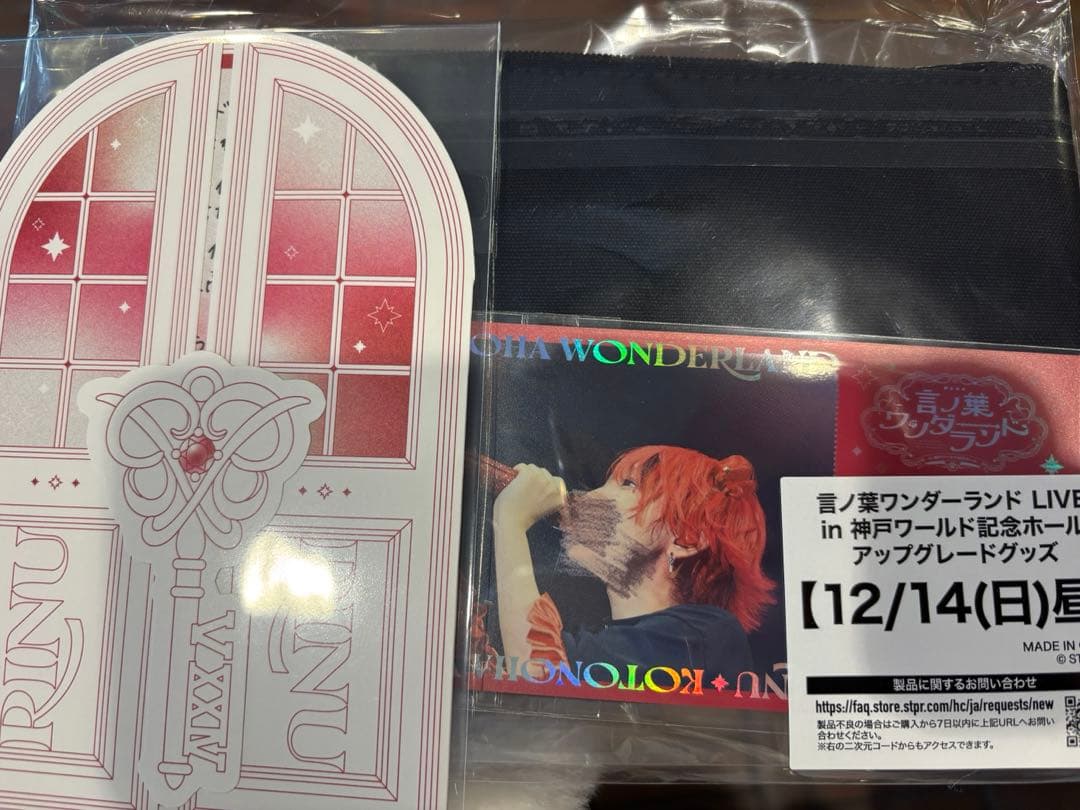 RINU
VXXIV
OHA WONDERLAND
言ノ葉
ワンダーランド
NU ✦ KOTONOHA
言ノ葉ワンダーランド LIVE
in 神戸ワールド記念ホール
アップグレードグッズ
【12/14(日)昼
MADE IN
© ST
製品に関するお問い合わせ
https://faq.store.stpr.com/hc/ja/requests/new
製品不良の場合はご購入から7日以内に上記URLへお問い
合わせください。
※右の二次元コードからもアクセスできます。